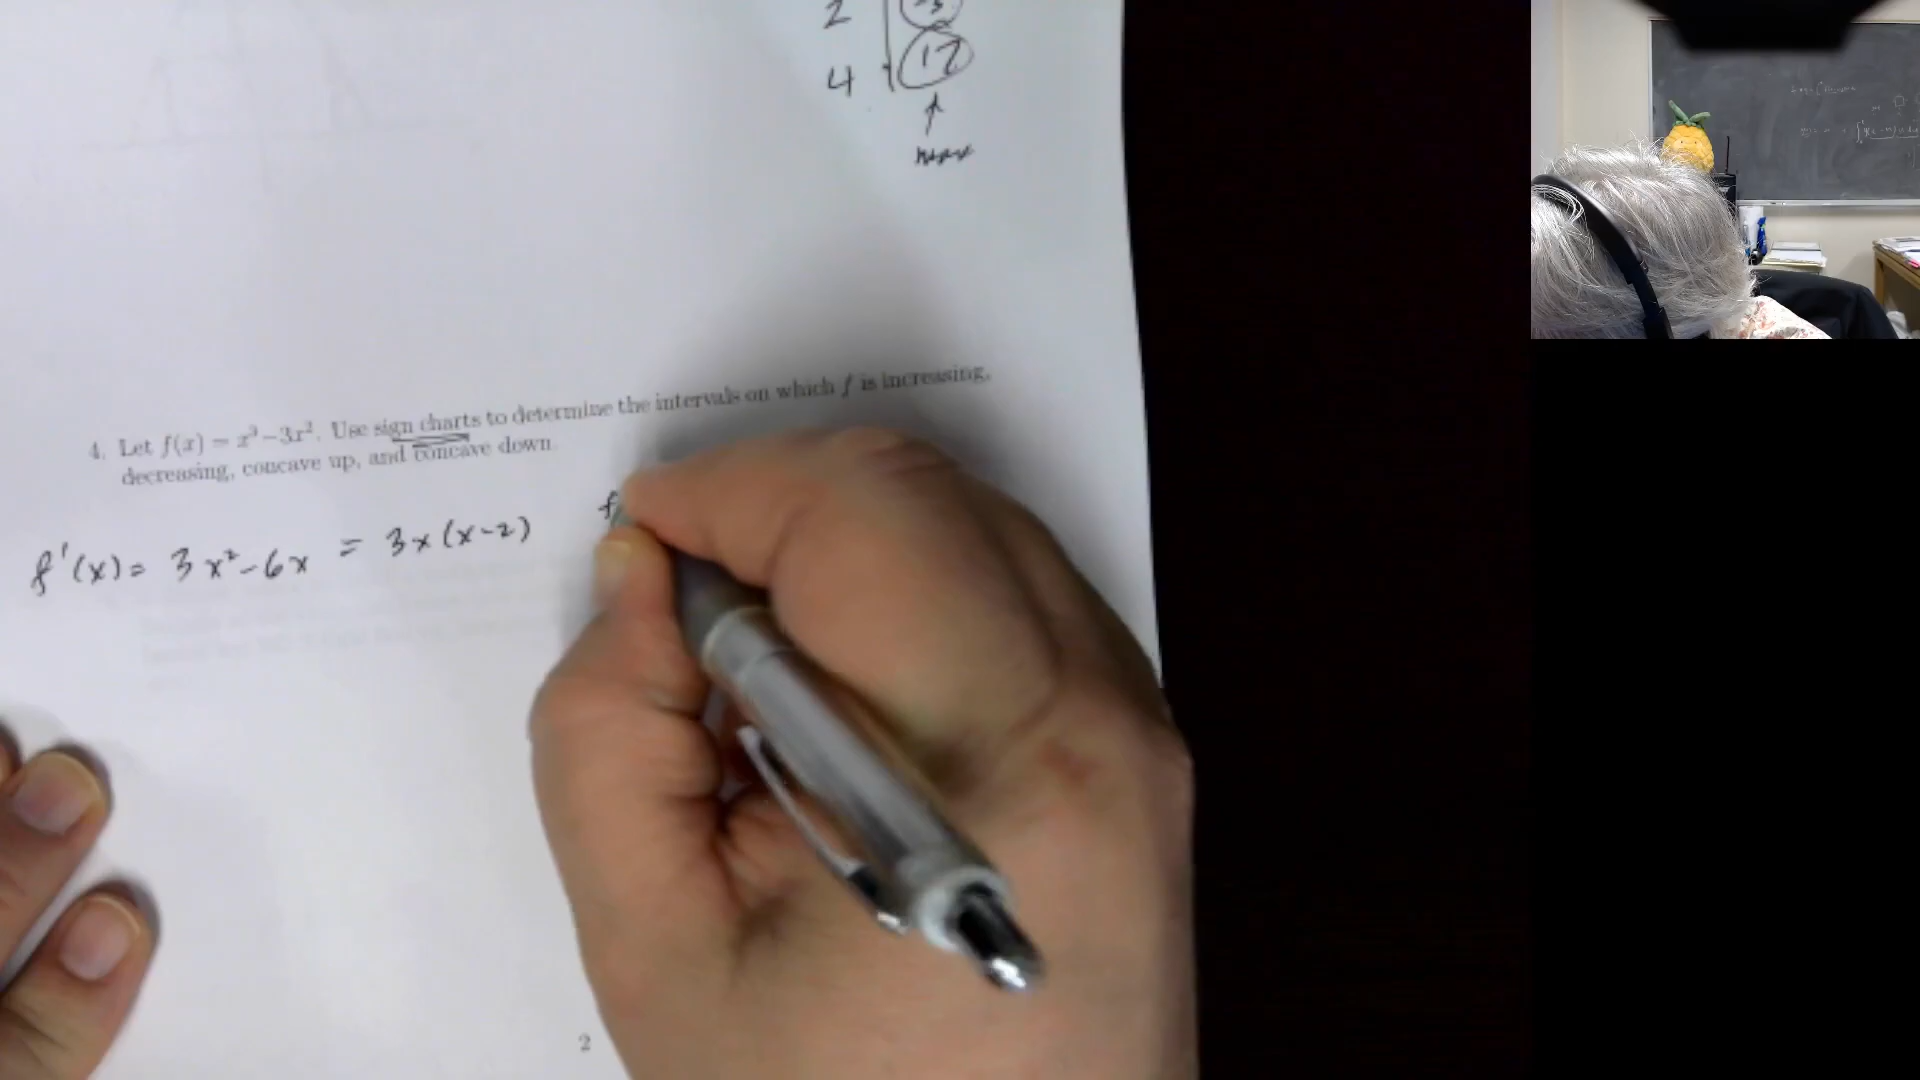 2
4 17
4. Let f(x) = x³ − 3x². Use sign charts to determine the intervals on which f is increasing,
decreasing, concave up, and concave down.
f'(x) = 3x² - 6x = 3x(x-2) f
2